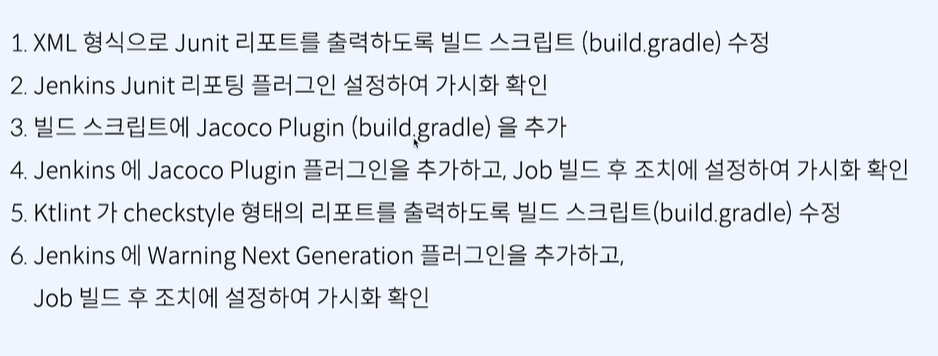 1. XML 형식으로 Junit 리포트를 출력하도록 빌드 스크립트 (build.gradle) 수정
2. Jenkins Junit 리포팅 플러그인 설정하여 가시화 확인
3. 빌드 스크립트에 Jacoco Plugin (build.gradle) 을 추가
4. Jenkins 에 Jacoco Plugin 플러그인을 추가하고, Job 빌드 후 조치에 설정하여 가시화 확인
5. Ktlint 가 checkstyle 형태의 리포트를 출력하도록 빌드 스크립트(build.gradle) 수정
6. Jenkins 에 Warning Next Generation 플러그인을 추가하고,
Job 빌드 후 조치에 설정하여 가시화 확인